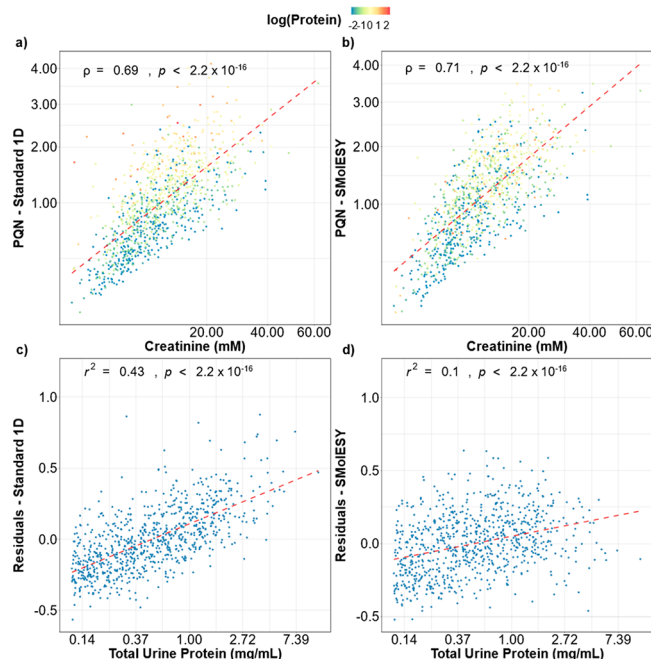 log(Protein)
-2 -1 0 1 2
a)
ρ = 0.69 , p < 2.2 x 10-16
4.00
3.00
2.00
1.00
PQN - Standard 1D
20.00 40.00 60.00
Creatinine (mM)
b)
ρ = 0.71 , p < 2.2 x 10-16
4.00
3.00
2.00
1.00
PQN - SMolESY
20.00 40.00 60.00
Creatinine (mM)
c)
r2 = 0.43 , p < 2.2 x 10-16
1.0
0.5
0.0
-0.5
Residuals - Standard 1D
0.14 0.37 1.00 2.72 7.39
Total Urine Protein (mg/mL)
d)
r2 = 0.1 , p < 2.2 x 10-16
1.0
0.5
0.0
-0.5
Residuals - SMolESY
0.14 0.37 1.00 2.72 7.39
Total Urine Protein (mg/mL)